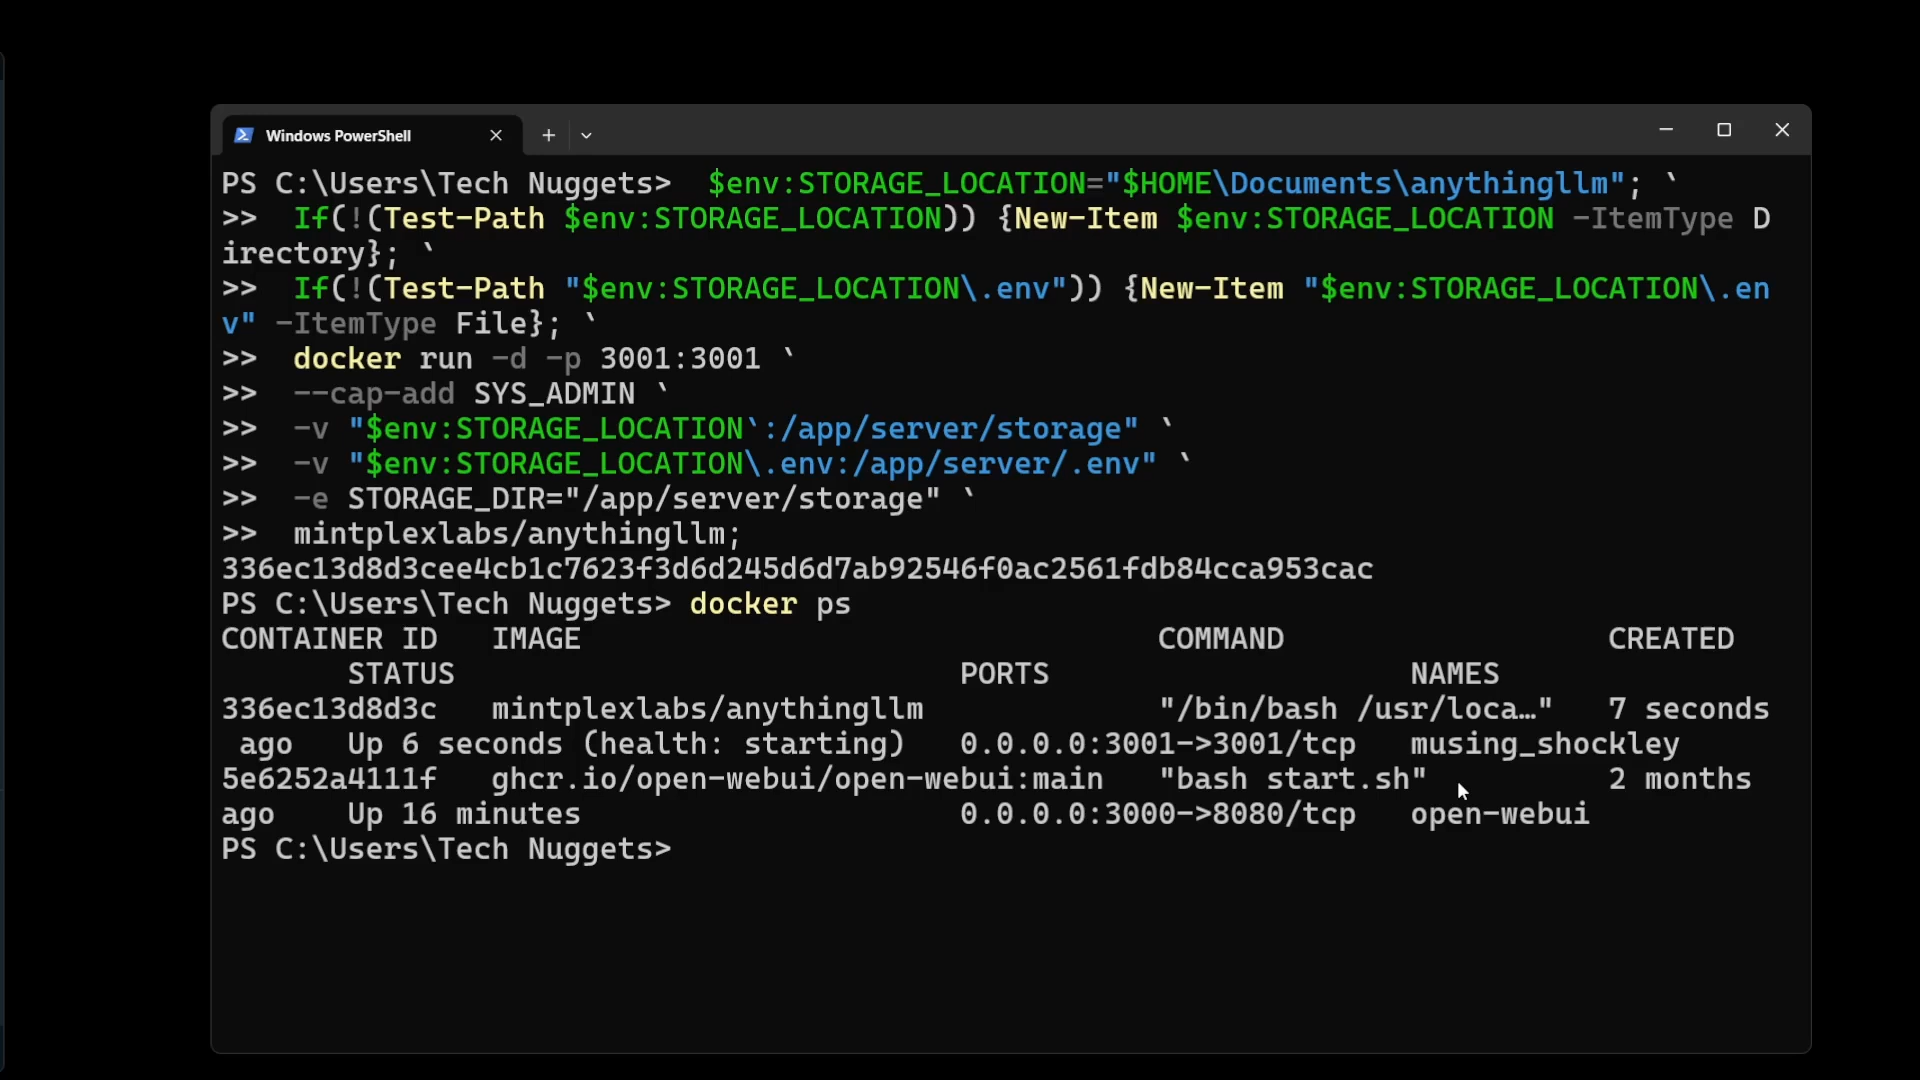 Windows PowerShell
PS C:\Users\Tech Nuggets>  $env:STORAGE_LOCATION="$HOME\Documents\anythingllm"; `
>>  If(!(Test-Path $env:STORAGE_LOCATION)) {New-Item $env:STORAGE_LOCATION -ItemType D
irectory}; `
>>  If(!(Test-Path "$env:STORAGE_LOCATION\.env")) {New-Item "$env:STORAGE_LOCATION\.en
v" -ItemType File}; `
>>  docker run -d -p 3001:3001 `
>>  --cap-add SYS_ADMIN `
>>  -v "$env:STORAGE_LOCATION`:/app/server/storage" `
>>  -v "$env:STORAGE_LOCATION\.env:/app/server/.env" `
>>  -e STORAGE_DIR="/app/server/storage" `
>>  mintplexlabs/anythingllm;
336ec13d8d3cee4cb1c7623f3d6d245d6d7ab92546f0ac2561fdb84cca953cac
PS C:\Users\Tech Nuggets> docker ps
CONTAINER ID   IMAGE                                COMMAND                  CREATED
       STATUS                            PORTS                    NAMES
336ec13d8d3c   mintplexlabs/anythingllm             "/bin/bash /usr/loca…"   7 seconds
 ago   Up 6 seconds (health: starting)   0.0.0.0:3001->3001/tcp   musing_shockley
5e6252a4111f   ghcr.io/open-webui/open-webui:main   "bash start.sh"          2 months
ago    Up 16 minutes                     0.0.0.0:3000->8080/tcp   open-webui
PS C:\Users\Tech Nuggets>